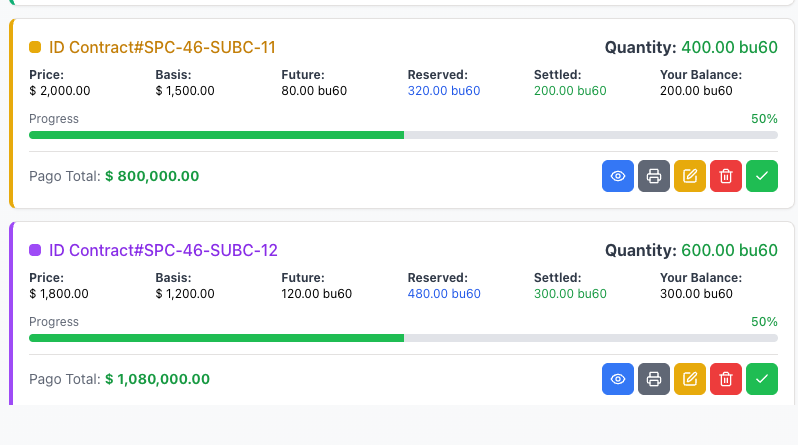 ID Contract#SPC-46-SUBC-11 Quantity: 400.00 bu60
Price: Basis: Future: Reserved: Settled: Your Balance:
$ 2,000.00 $ 1,500.00 80.00 bu60 320.00 bu60 200.00 bu60 200.00 bu60
Progress 50%
Pago Total: $ 800,000.00
ID Contract#SPC-46-SUBC-12 Quantity: 600.00 bu60
Price: Basis: Future: Reserved: Settled: Your Balance:
$ 1,800.00 $ 1,200.00 120.00 bu60 480.00 bu60 300.00 bu60 300.00 bu60
Progress 50%
Pago Total: $ 1,080,000.00